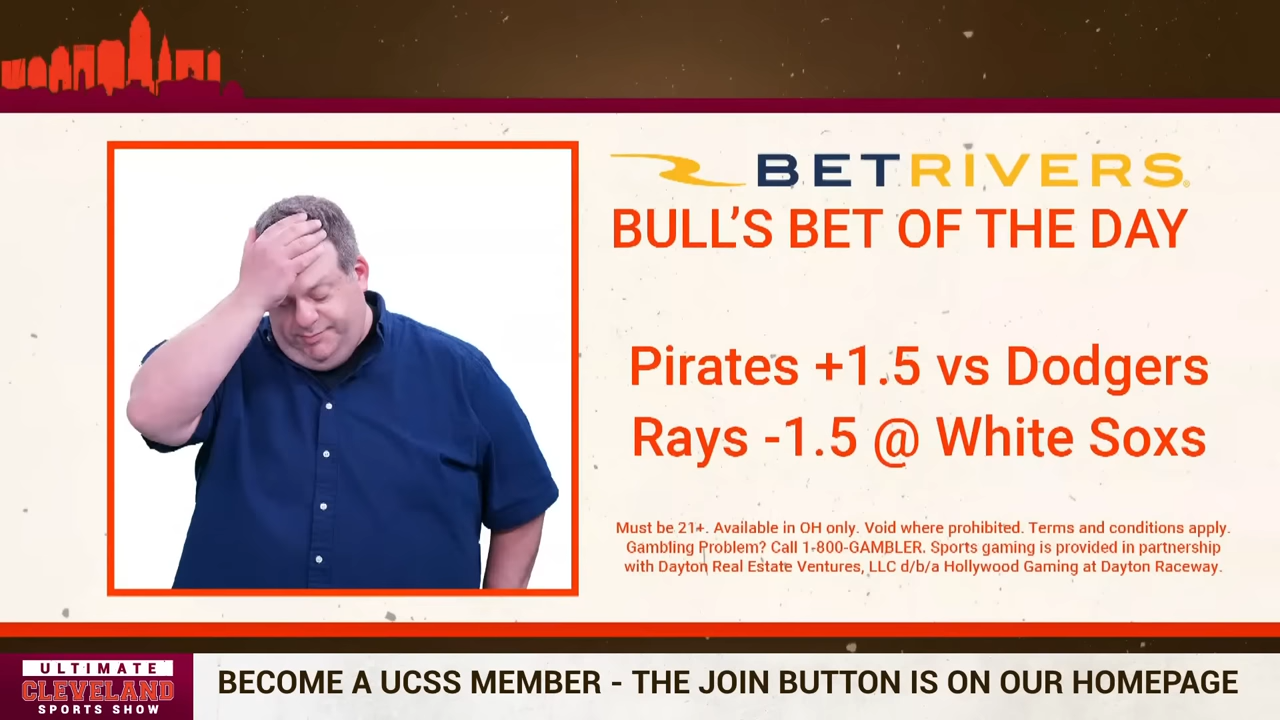 BETRIVERS®
BULL'S BET OF THE DAY
Pirates +1.5 vs Dodgers
Rays -1.5 @ White Soxs
Must be 21+. Available in OH only. Void where prohibited. Terms and conditions apply.
Gambling Problem? Call 1-800-GAMBLER. Sports gaming is provided in partnership
with Dayton Real Estate Ventures, LLC d/b/a Hollywood Gaming at Dayton Raceway.
ULTIMATE
CLEVELAND
SPORTS SHOW
BECOME A UCSS MEMBER - THE JOIN BUTTON IS ON OUR HOMEPAGE